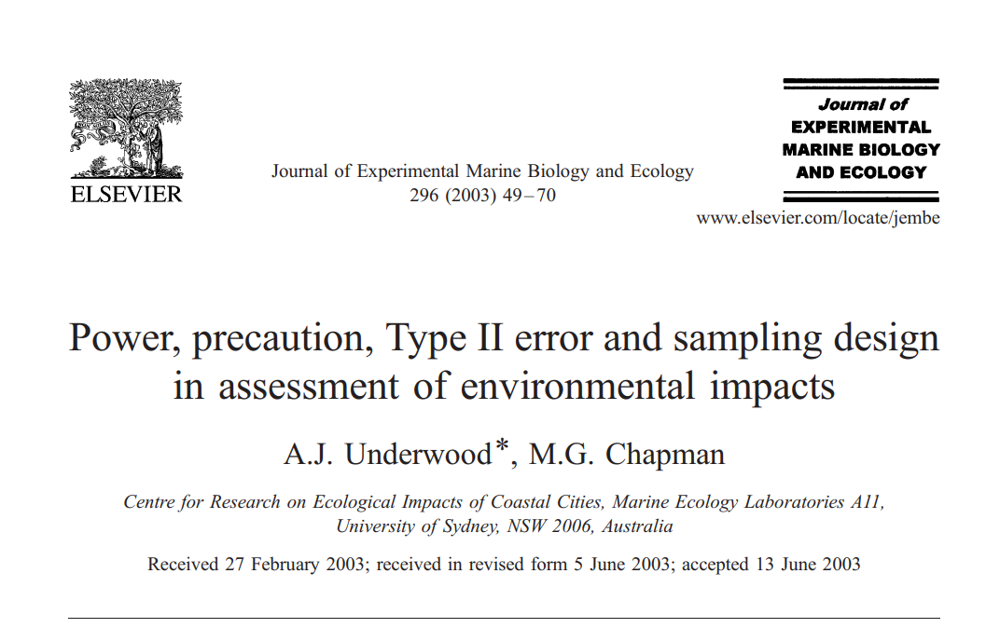 ELSEVIER
Journal of Experimental Marine Biology and Ecology
296 (2003) 49–70
Journal of
EXPERIMENTAL
MARINE BIOLOGY
AND ECOLOGY
www.elsevier.com/locate/jembe
Power, precaution, Type II error and sampling design
in assessment of environmental impacts
A.J. Underwood*, M.G. Chapman
Centre for Research on Ecological Impacts of Coastal Cities, Marine Ecology Laboratories A11,
University of Sydney, NSW 2006, Australia
Received 27 February 2003; received in revised form 5 June 2003; accepted 13 June 2003